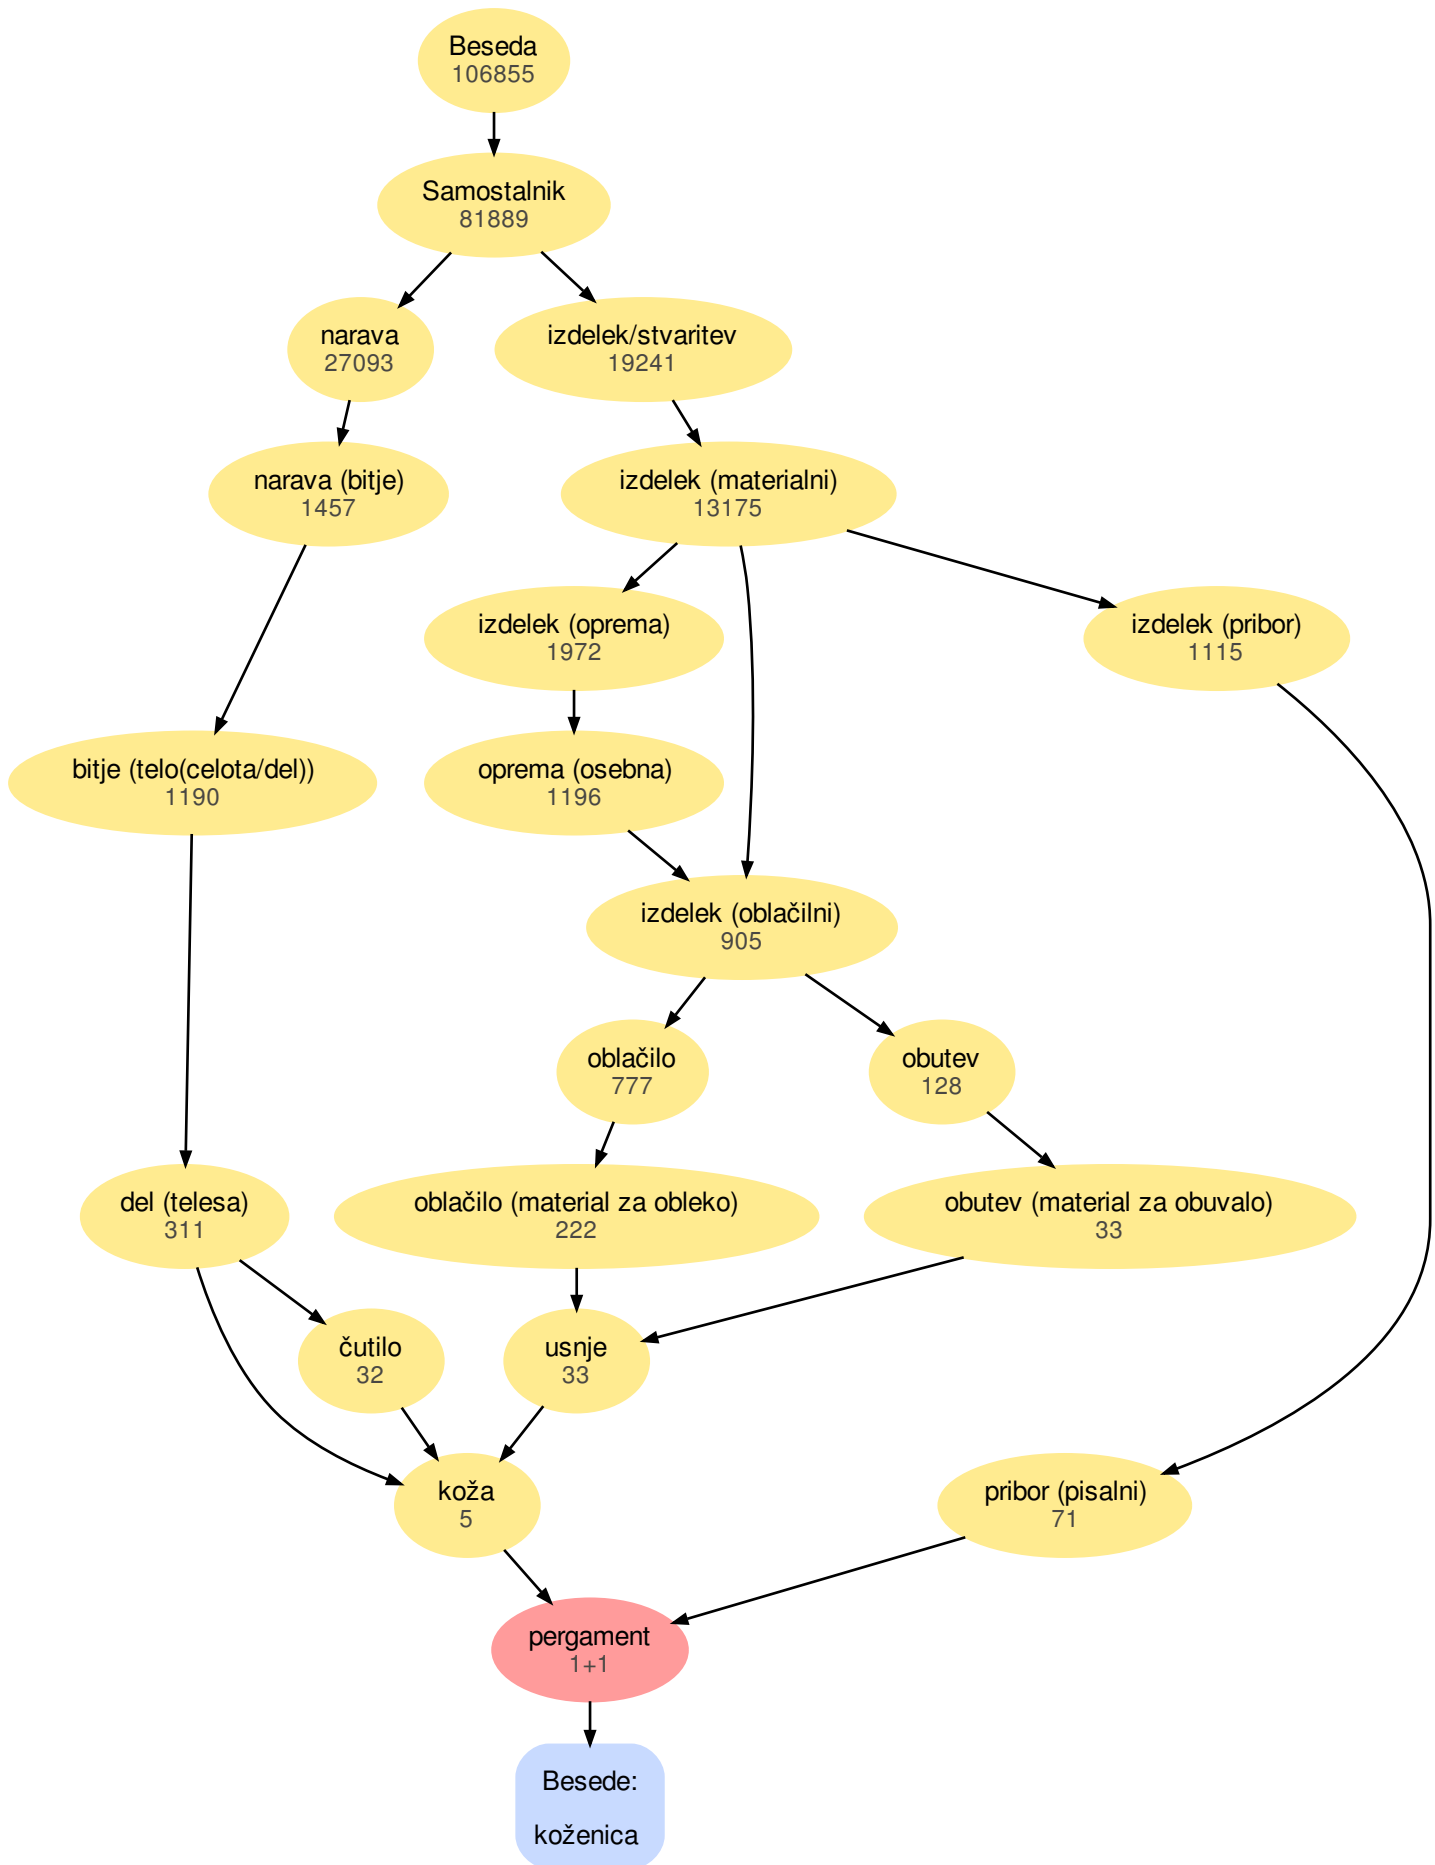 Beseda
106855
Samostalnik
81889
narava
27093
izdelek/stvaritev
19241
narava (bitje)
1457
izdelek (materialni)
13175
izdelek (oprema)
1972
izdelek (pribor)
1115
bitje (telo(celota/del))
1190
oprema (osebna)
1196
izdelek (oblačilni)
905
oblačilo
777
obutev
128
del (telesa)
311
oblačilo (material za obleko)
222
obutev (material za obuvalo)
33
čutilo
32
usnje
33
koža
5
pribor (pisalni)
71
pergament
1+1
Besede:
koženica